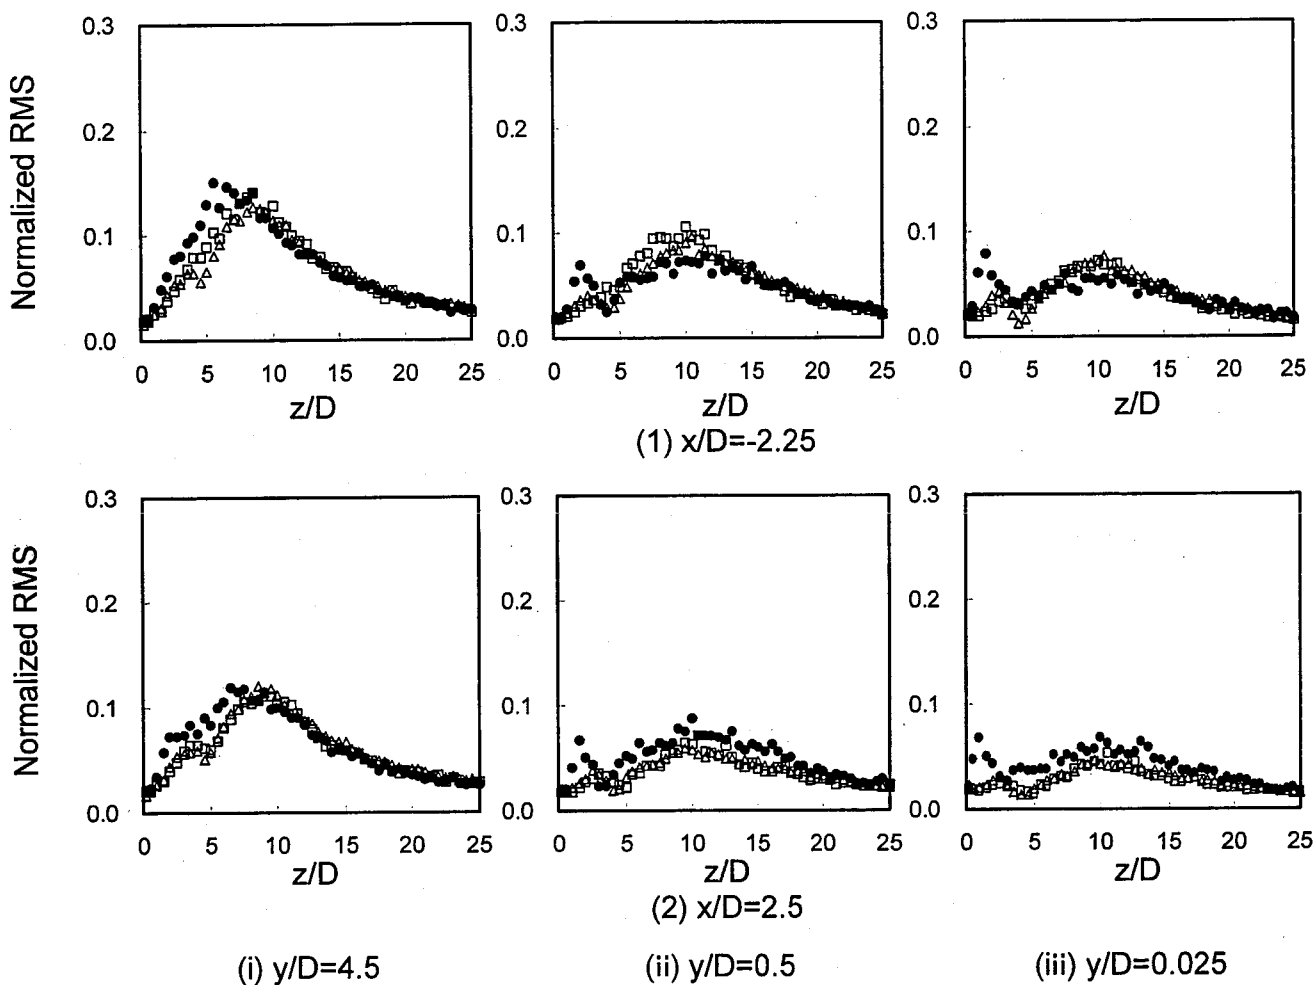 0.3 0.3 0.3
0.2 0.2 0.2
Normalized RMS
0.1 0.1 0.1
0.0 0.0 0.0
0 5 10 15 20 25 0 5 10 15 20 25 0 5 10 15 20 25
z/D z/D z/D
(1) x/D=-2.25
0.3 0.3 0.3
0.2 0.2 0.2
Normalized RMS
0.1 0.1 0.1
0.0 0.0 0.0
0 5 10 15 20 25 0 5 10 15 20 25 0 5 10 15 20 25
z/D z/D z/D
(2) x/D=2.5
(i) y/D=4.5 (ii) y/D=0.5 (iii) y/D=0.025